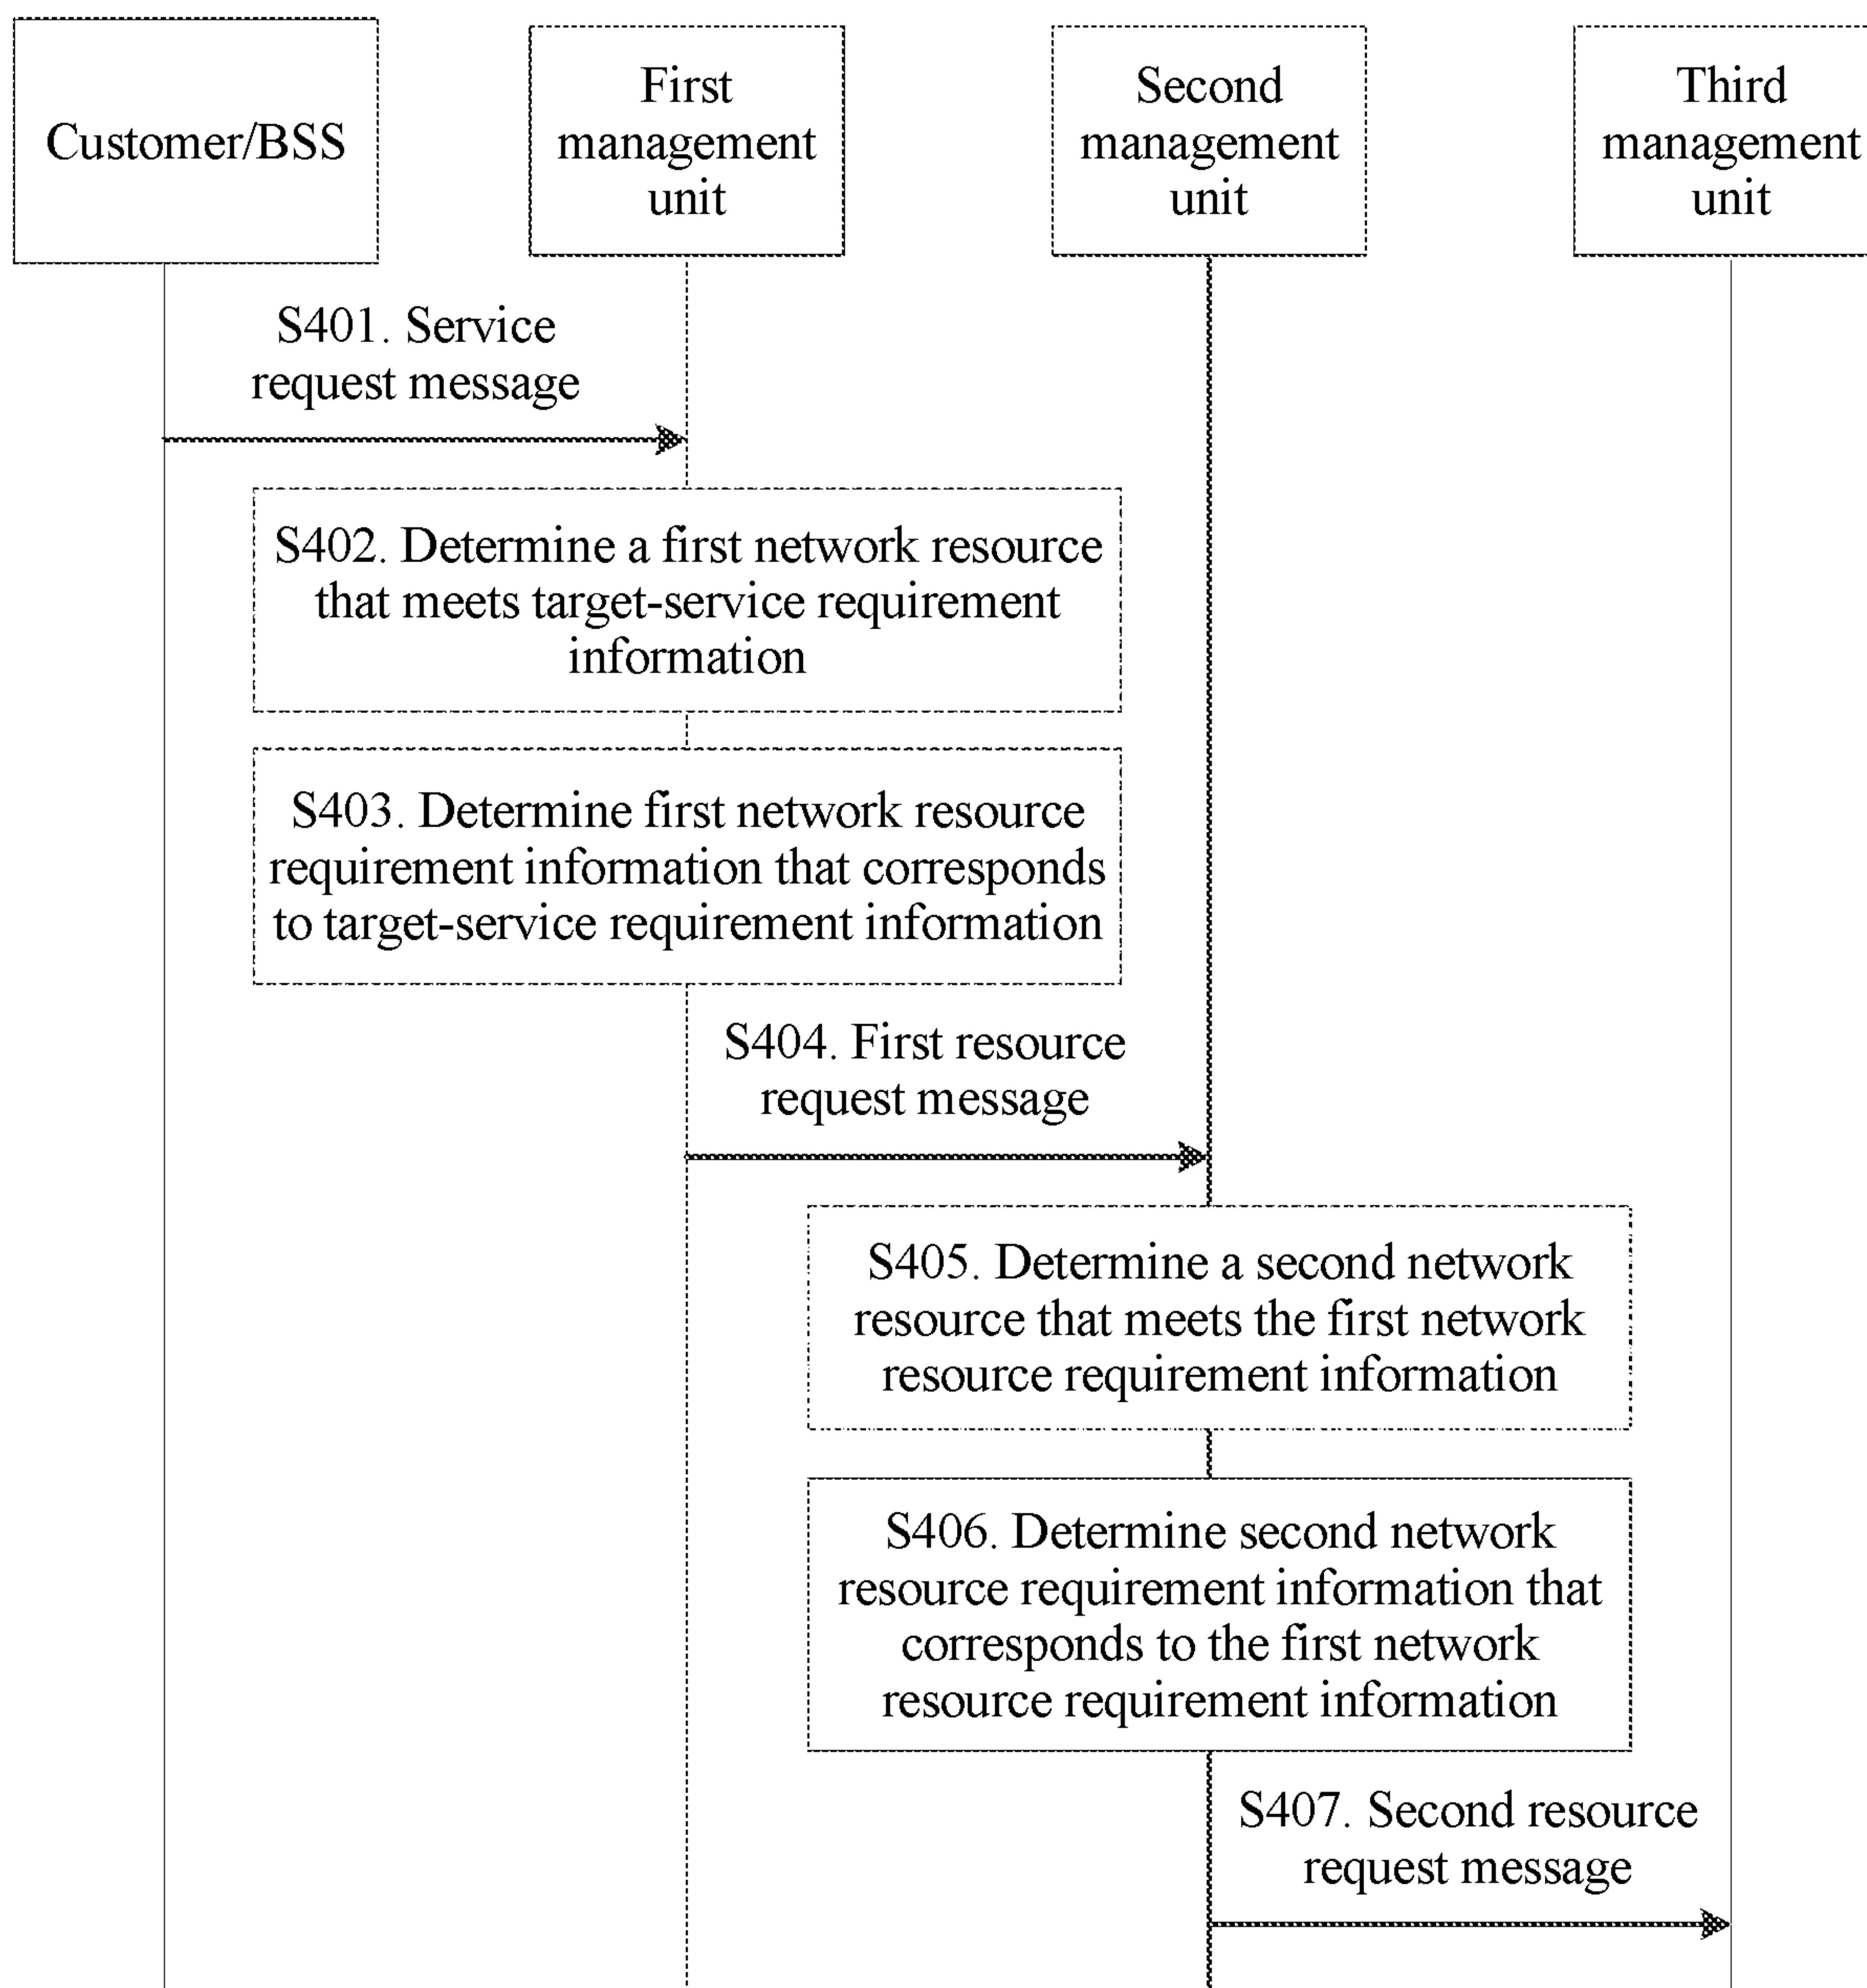 Customer/BSS
First
management
unit
Second
management
unit
Third
management
unit
S401. Service
request message
S402. Determine a first network resource
that meets target-service requirement
information
S403. Determine first network resource
requirement information that corresponds
to target-service requirement information
S404. First resource
request message
S405. Determine a second network
resource that meets the first network
resource requirement information
S406. Determine second network
resource requirement information that
corresponds to the first network
resource requirement information
S407. Second resource
request message